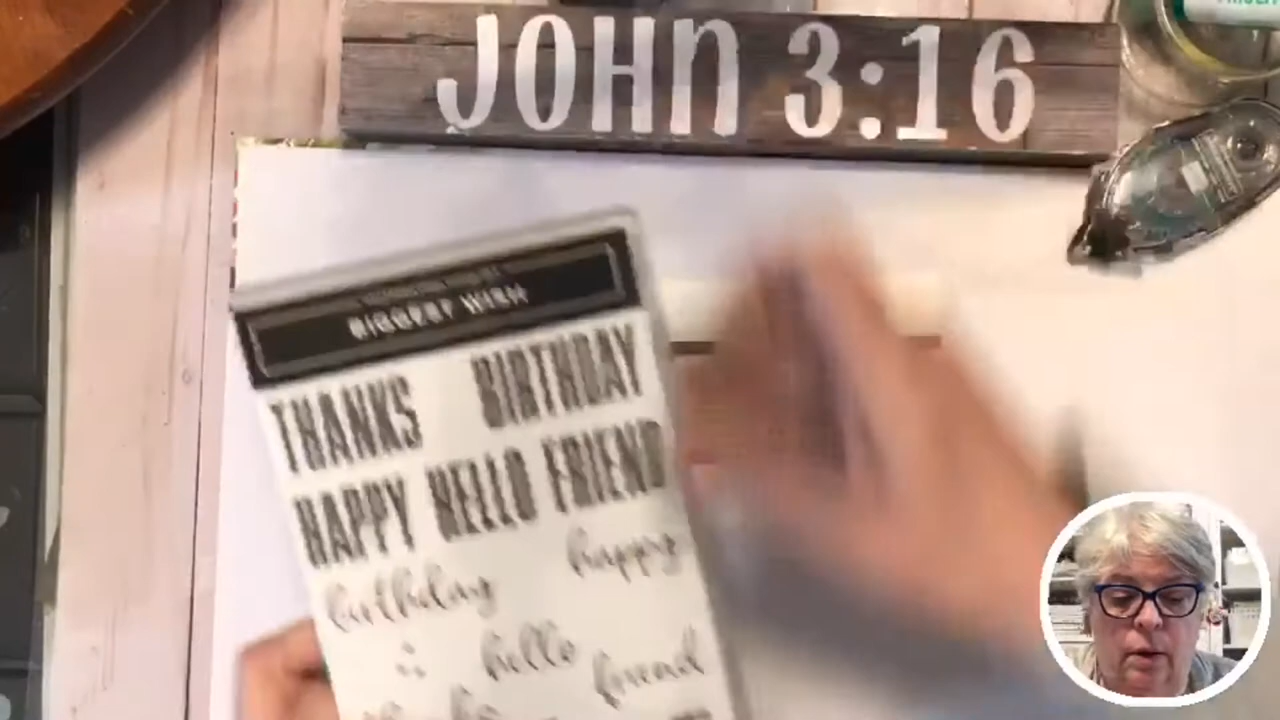 JOHN 3:16
BIGGEST WISH
THANKS BIRTHDAY
HAPPY HELLO FRIEND
birthday happy
hello friend